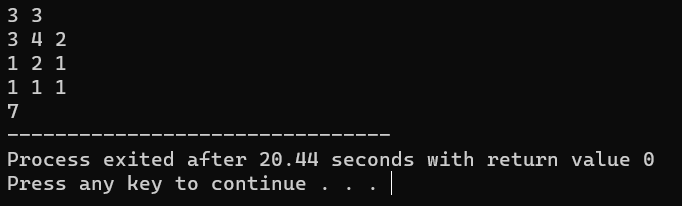 3 3
3 4 2
1 2 1
1 1 1
7
--------------------------------
Process exited after 20.44 seconds with return value 0
Press any key to continue . . .